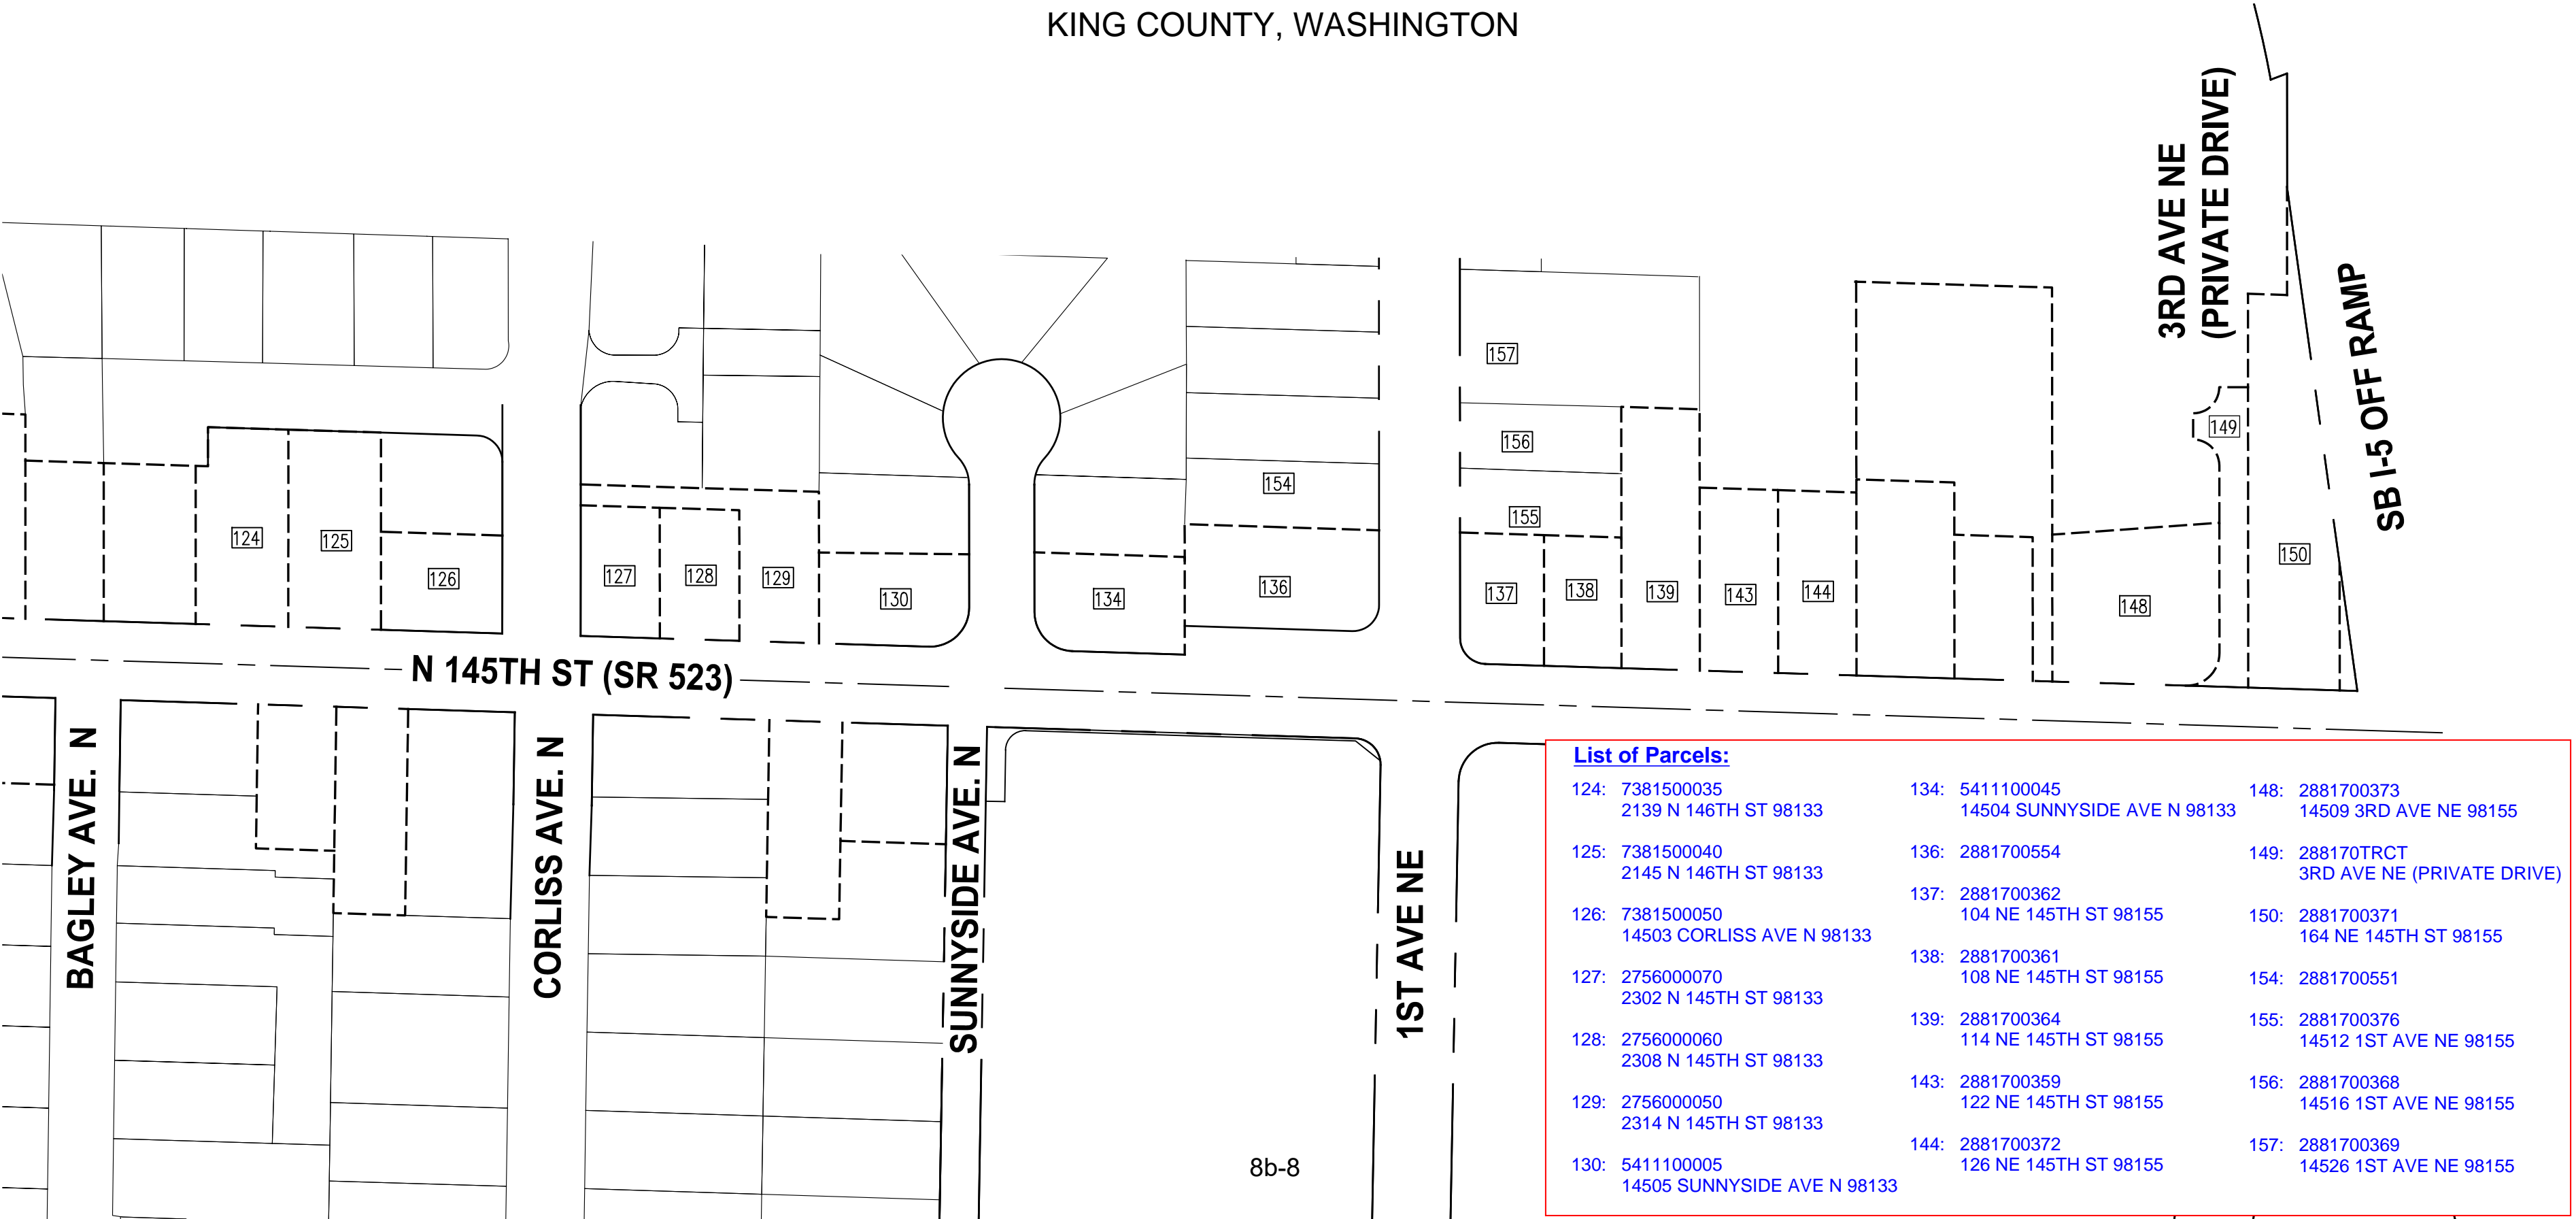 KING COUNTY, WASHINGTON
3RD AVE NE
(PRIVATE DRIVE)
SB I-5 OFF RAMP
157
149
156
154
155
124
125
150
126
127
128
129
137
138
139
143
144
130
134
136
148
N 145TH ST (SR 523)
BAGLEY AVE. N
CORLISS AVE. N
SUNNYSIDE AVE. N
1ST AVE NE
8b-8
List of Parcels:
124: 7381500035
2139 N 146TH ST 98133
125: 7381500040
2145 N 146TH ST 98133
126: 7381500050
14503 CORLISS AVE N 98133
127: 2756000070
2302 N 145TH ST 98133
128: 2756000060
2308 N 145TH ST 98133
129: 2756000050
2314 N 145TH ST 98133
130: 5411100005
14505 SUNNYSIDE AVE N 98133
134: 5411100045
14504 SUNNYSIDE AVE N 98133
136: 2881700554
137: 2881700362
104 NE 145TH ST 98155
138: 2881700361
108 NE 145TH ST 98155
139: 2881700364
114 NE 145TH ST 98155
143: 2881700359
122 NE 145TH ST 98155
144: 2881700372
126 NE 145TH ST 98155
148: 2881700373
14509 3RD AVE NE 98155
149: 288170TRCT
3RD AVE NE (PRIVATE DRIVE)
150: 2881700371
164 NE 145TH ST 98155
154: 2881700551
155: 2881700376
14512 1ST AVE NE 98155
156: 2881700368
14516 1ST AVE NE 98155
157: 2881700369
14526 1ST AVE NE 98155